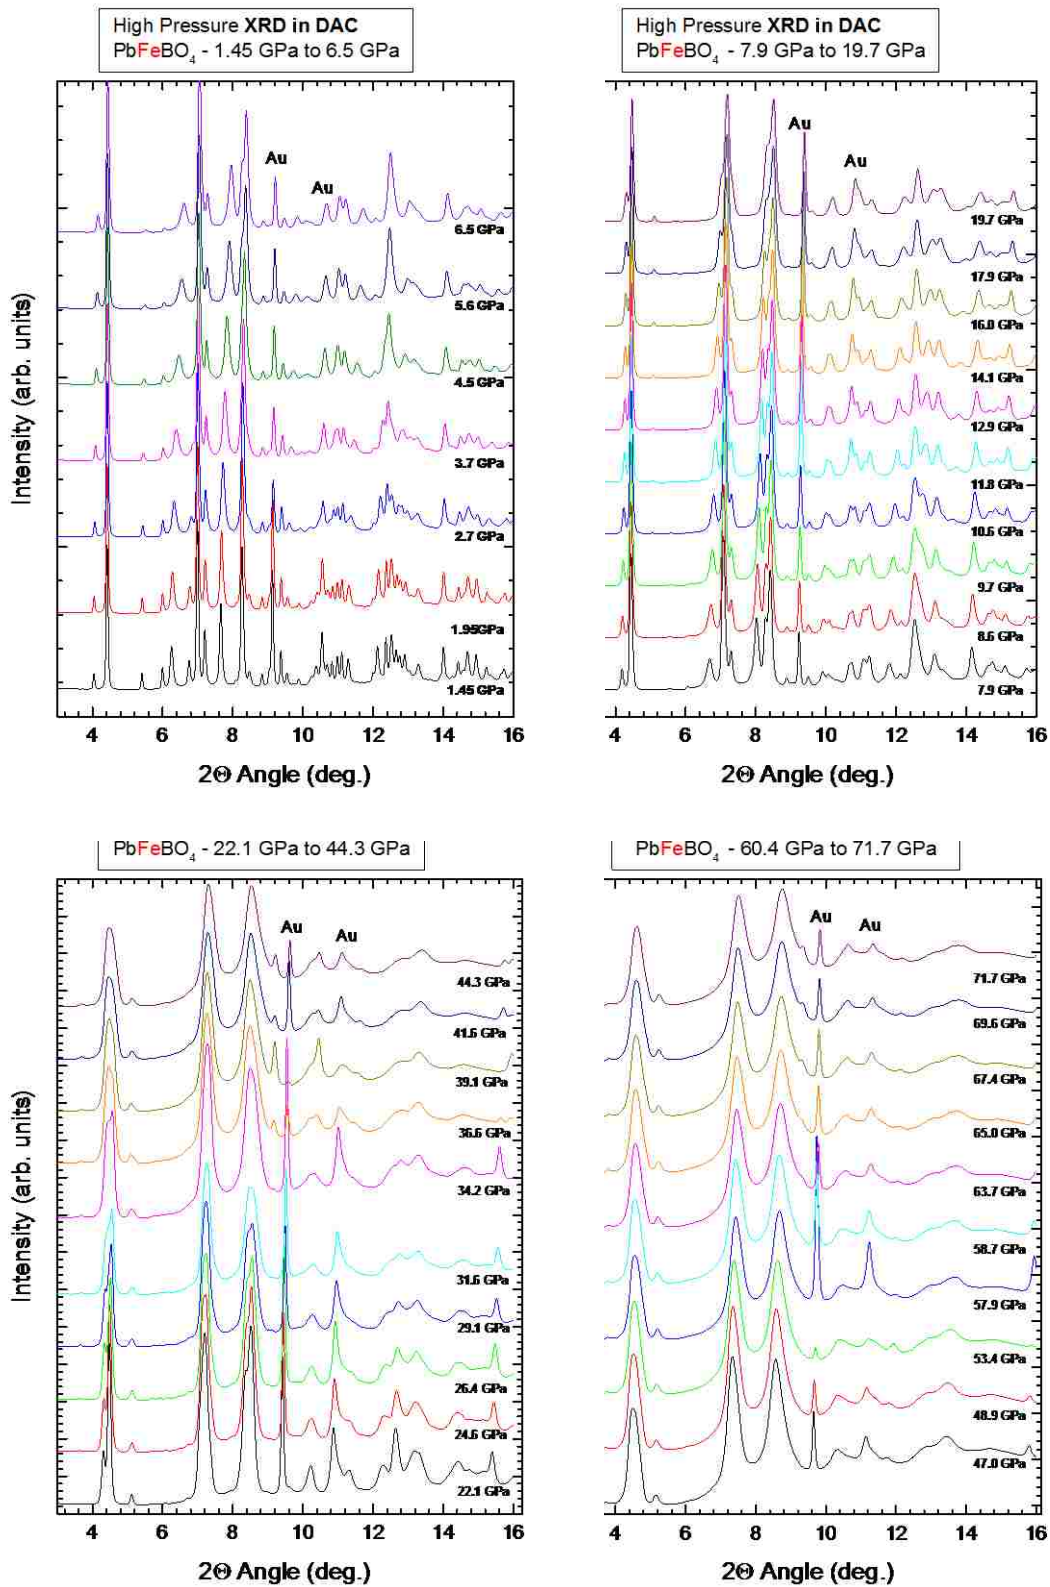 High Pressure XRD in DAC
PbFeBO4 - 1.45 GPa to 6.5 GPa
Intensity (arb. units)
Au
Au
6.5 GPa
5.6 GPa
4.5 GPa
3.7 GPa
2.7 GPa
1.95GPa
1.45 GPa
4 6 8 10 12 14 16
2Θ Angle (deg.)
High Pressure XRD in DAC
PbFeBO4 - 7.9 GPa to 19.7 GPa
Au
Au
19.7 GPa
17.9 GPa
16.0 GPa
14.1 GPa
12.9 GPa
11.8 GPa
10.6 GPa
9.7 GPa
8.6 GPa
7.9 GPa
4 6 8 10 12 14 16
2Θ Angle (deg.)
PbFeBO4 - 22.1 GPa to 44.3 GPa
Intensity (arb. units)
Au
Au
44.3 GPa
41.6 GPa
39.1 GPa
36.6 GPa
34.2 GPa
31.6 GPa
29.1 GPa
26.4 GPa
24.6 GPa
22.1 GPa
4 6 8 10 12 14 16
2Θ Angle (deg.)
PbFeBO4 - 60.4 GPa to 71.7 GPa
Au
Au
71.7 GPa
69.6 GPa
67.4 GPa
65.0 GPa
63.7 GPa
58.7 GPa
57.9 GPa
53.4 GPa
48.9 GPa
47.0 GPa
4 6 8 10 12 14 16
2Θ Angle (deg.)